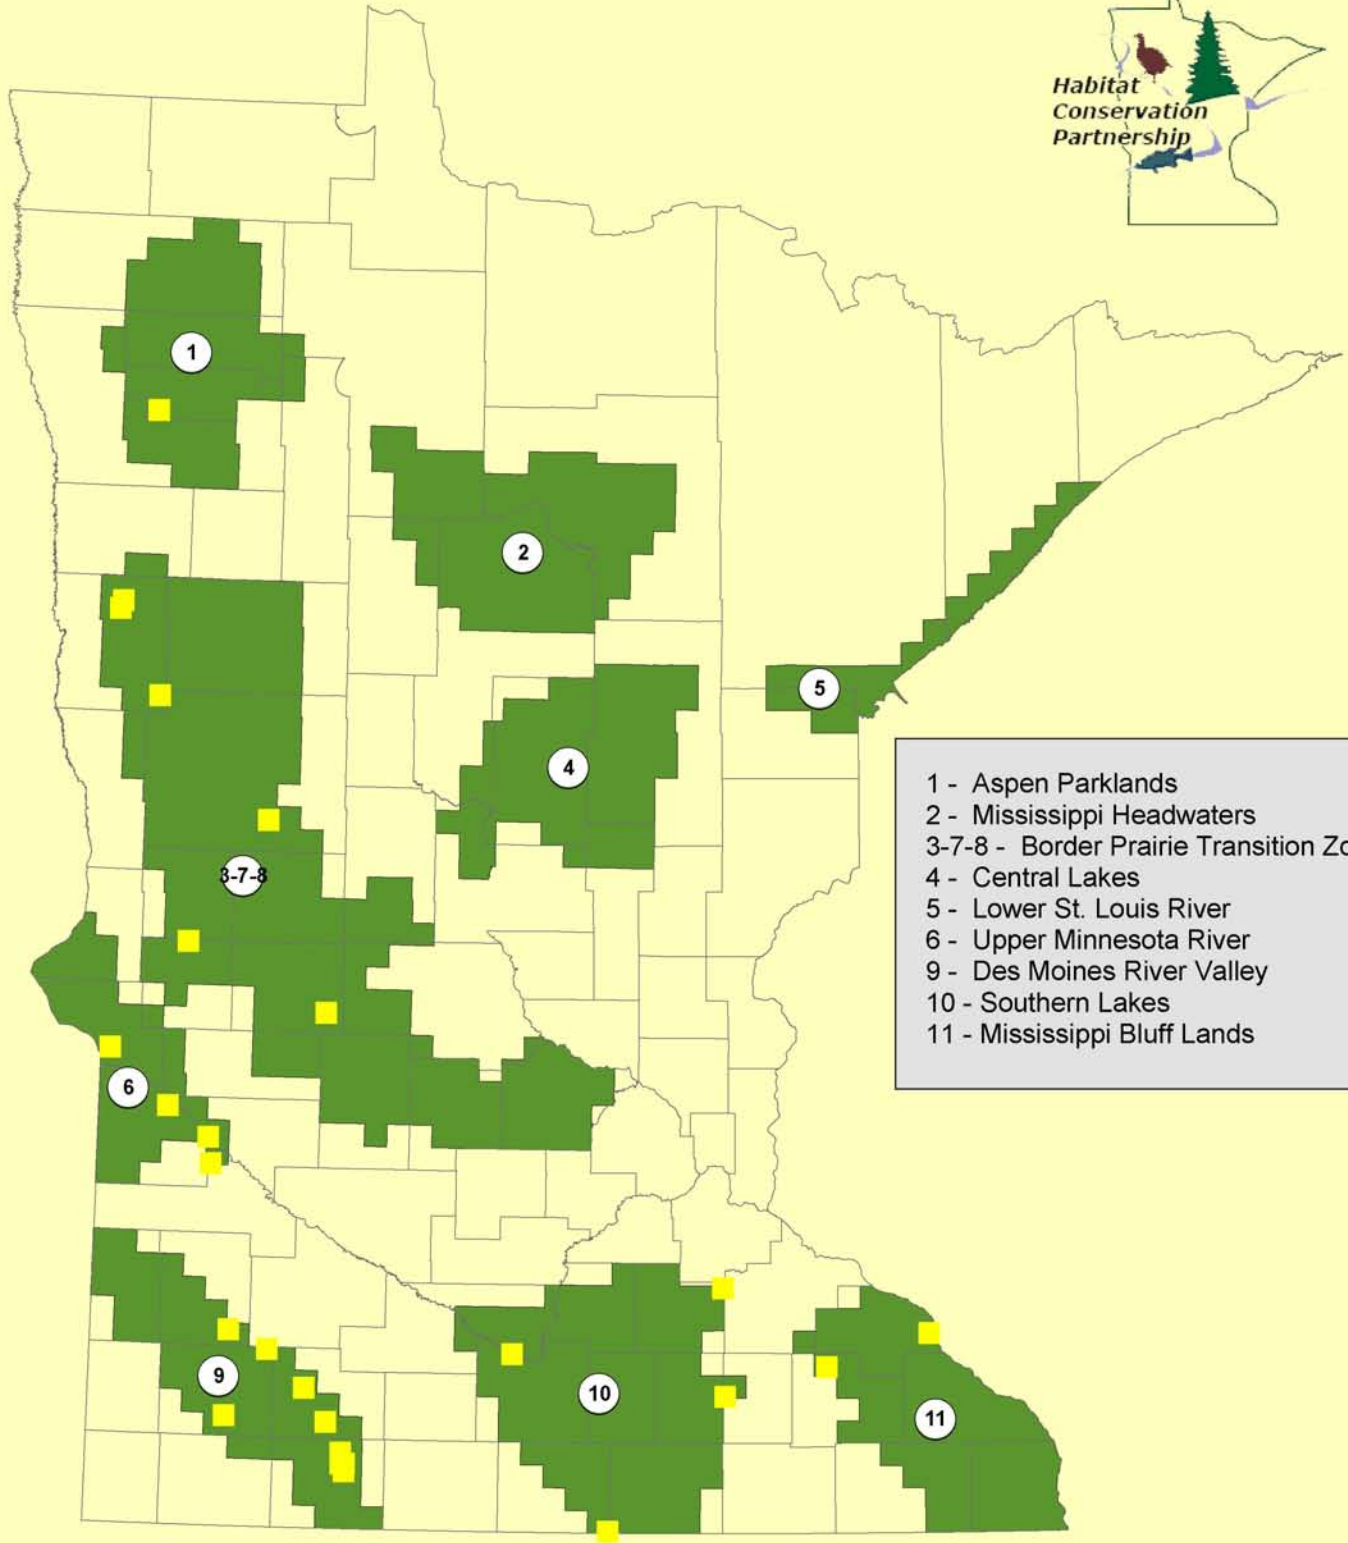 Habitat
Conservation
Partnership
1
2
5
4
3-7-8
6
9
10
11
1 - Aspen Parklands
2 - Mississippi Headwaters
3-7-8 - Border Prairie Transition Zo
4 - Central Lakes
5 - Lower St. Louis River
6 - Upper Minnesota River
9 - Des Moines River Valley
10 - Southern Lakes
11 - Mississippi Bluff Lands